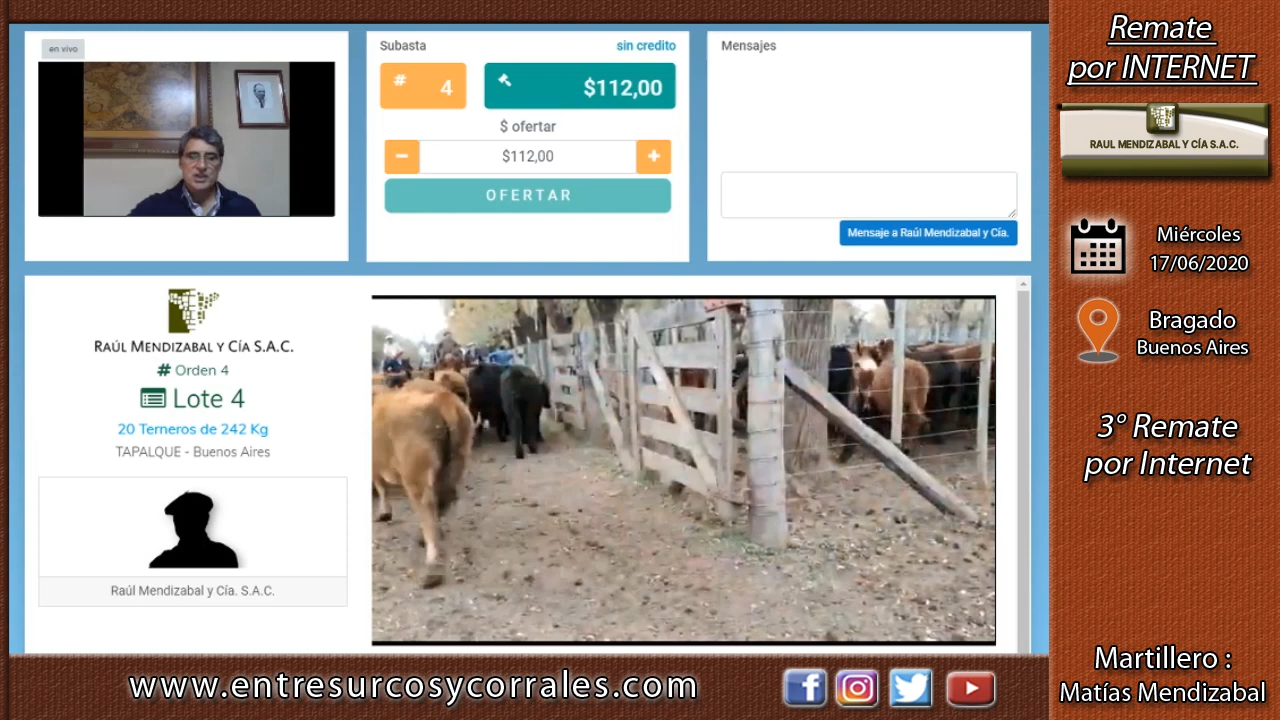 en vivo
Subasta
sin credito
# 4
$112,00
$ ofertar
− $112,00 +
OFERTAR
Mensajes
Mensaje a Raúl Mendizabal y Cía.
RAÚL MENDIZABAL Y CÍA S.A.C.
# Orden 4
Lote 4
20 Terneros de 242 Kg
TAPALQUE - Buenos Aires
Raúl Mendizabal y Cía. S.A.C.
www.entresurcosycorrales.com
Remate
por INTERNET
RAUL MENDIZABAL Y CÍA S.A.C.
Miércoles
17/06/2020
Bragado
Buenos Aires
3° Remate
por Internet
Martillero :
Matías Mendizabal